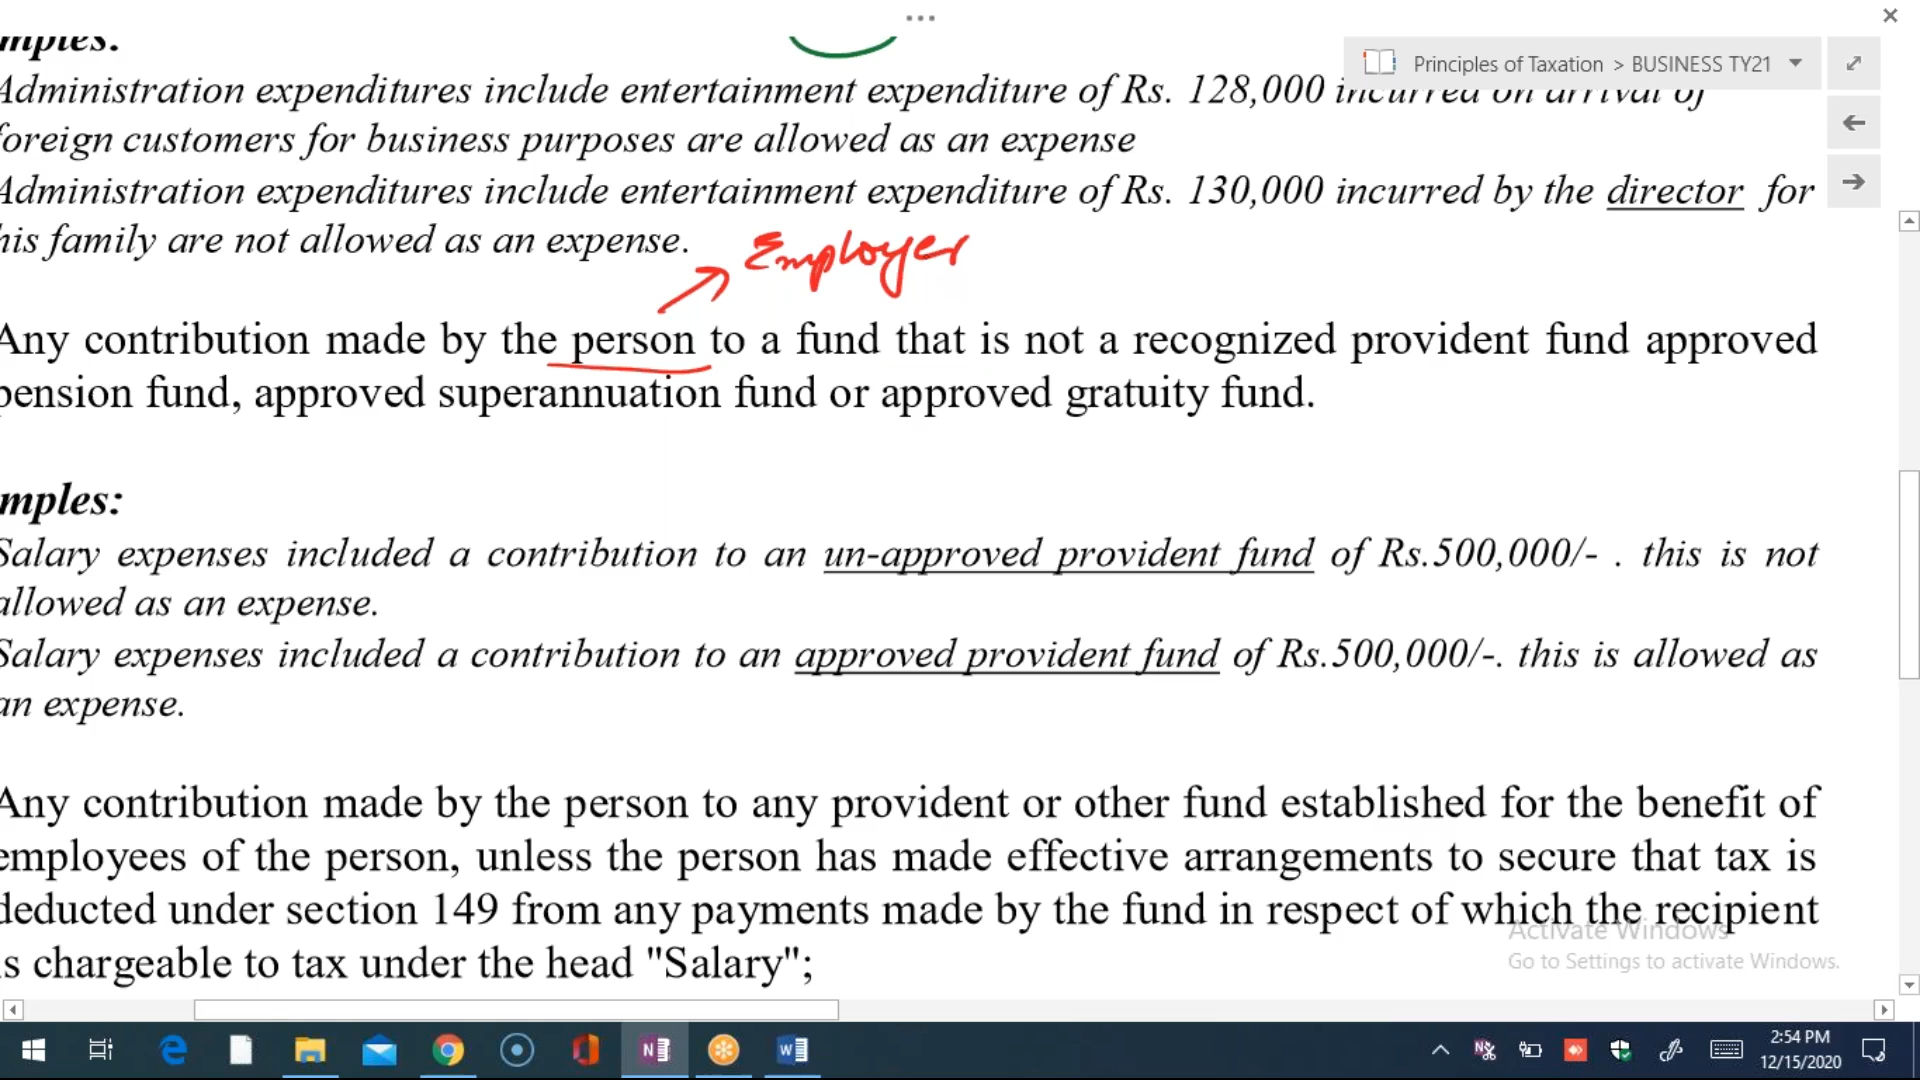 mples:
Principles of Taxation > BUSINESS TY21
Administration expenditures include entertainment expenditure of Rs. 128,000 incurred on arrival of
foreign customers for business purposes are allowed as an expense
Administration expenditures include entertainment expenditure of Rs. 130,000 incurred by the director for
his family are not allowed as an expense.
Employer
Any contribution made by the person to a fund that is not a recognized provident fund approved
pension fund, approved superannuation fund or approved gratuity fund.
mples:
Salary expenses included a contribution to an un-approved provident fund of Rs.500,000/- . this is not
allowed as an expense.
Salary expenses included a contribution to an approved provident fund of Rs.500,000/-. this is allowed as
an expense.
Any contribution made by the person to any provident or other fund established for the benefit of
employees of the person, unless the person has made effective arrangements to secure that tax is
deducted under section 149 from any payments made by the fund in respect of which the recipient
is chargeable to tax under the head "Salary";
Activate Windows
Go to Settings to activate Windows.
2:54 PM
12/15/2020